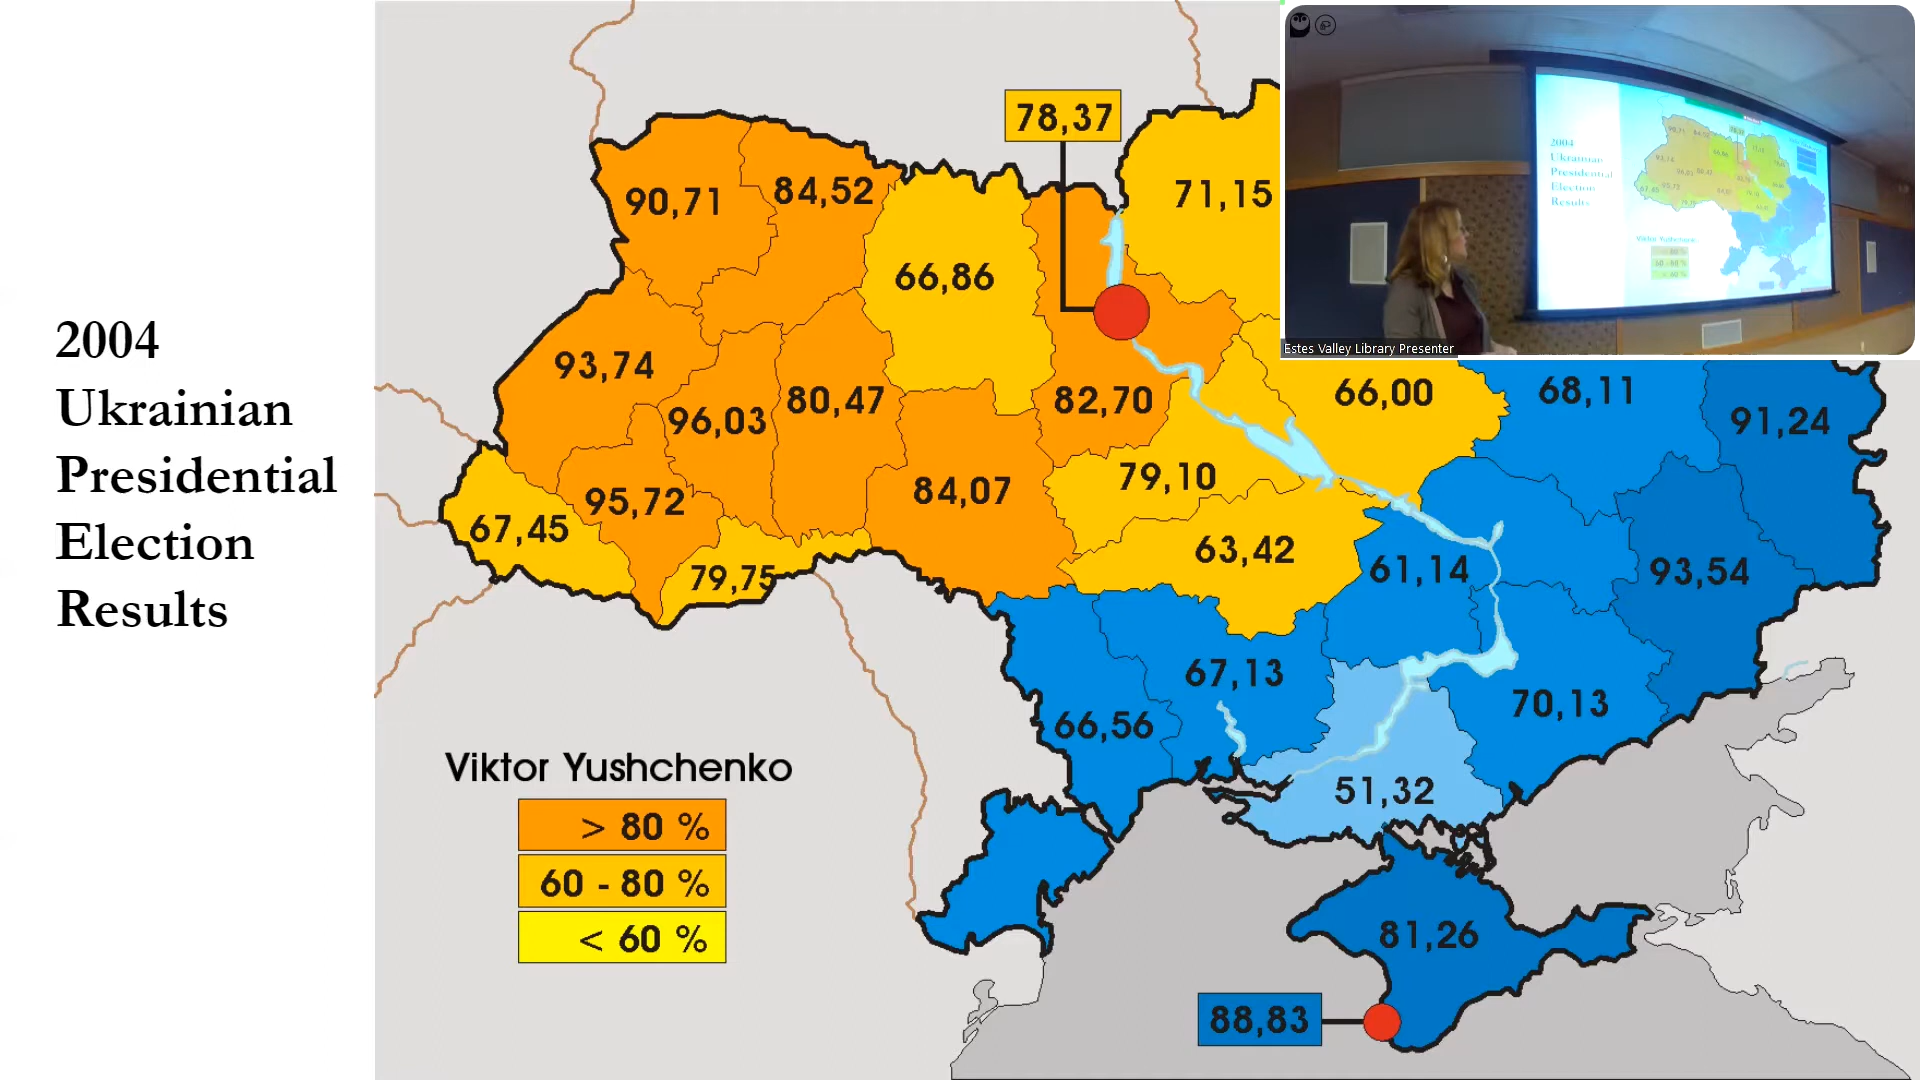 2004
Ukrainian
Presidential
Election
Results
78,37
90,71
84,52
71,15
66,86
93,74
96,03
80,47
82,70
66,00
68,11
91,24
95,72
84,07
79,10
67,45
79,75
63,42
61,14
93,54
67,13
66,56
70,13
51,32
81,26
88,83
Viktor Yushchenko
> 80 %
60 - 80 %
< 60 %
2004
Ukrainian
Presidential
Election
Results
Viktor Yushchenko
Estes Valley Library Presenter